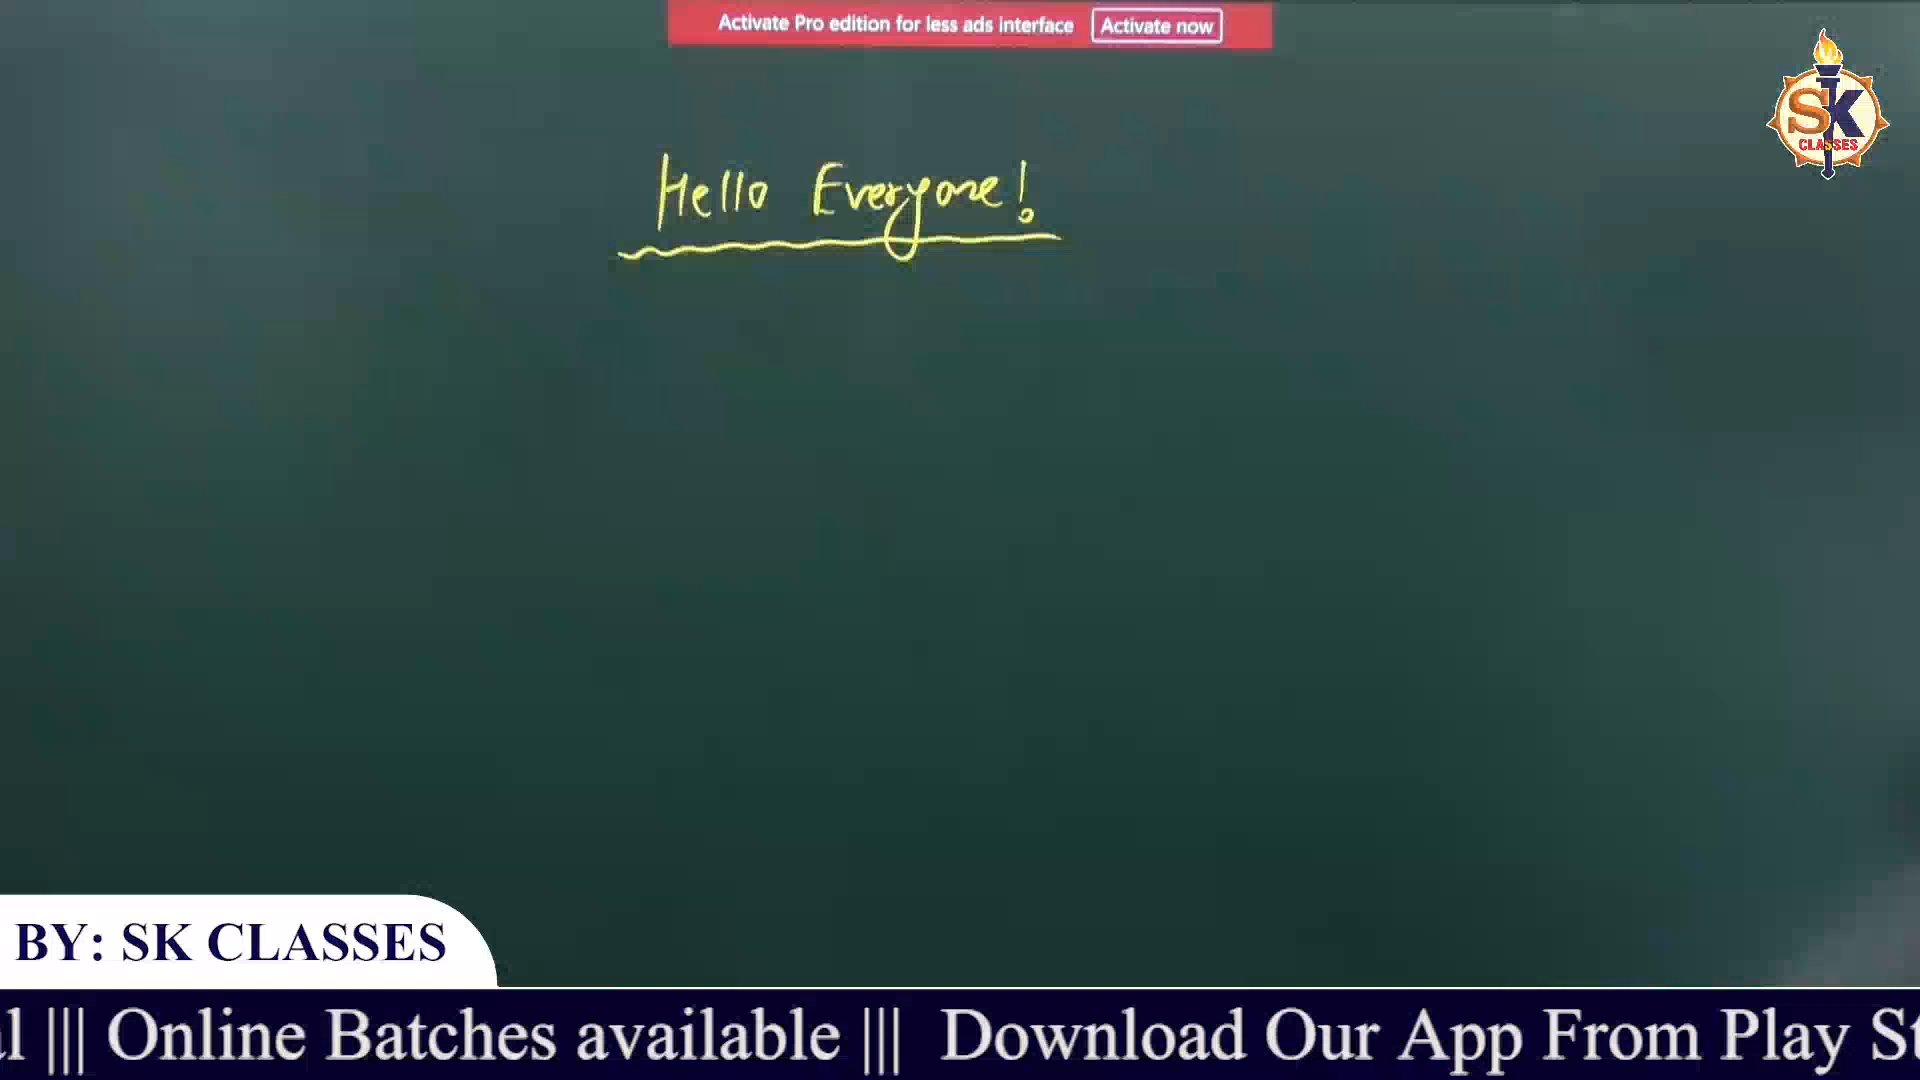 Activate Pro edition for less ads interface Activate now
SK
CLASSES
Hello Everyone!
BY: SK CLASSES
||| Online Batches available ||| Download Our App From Play